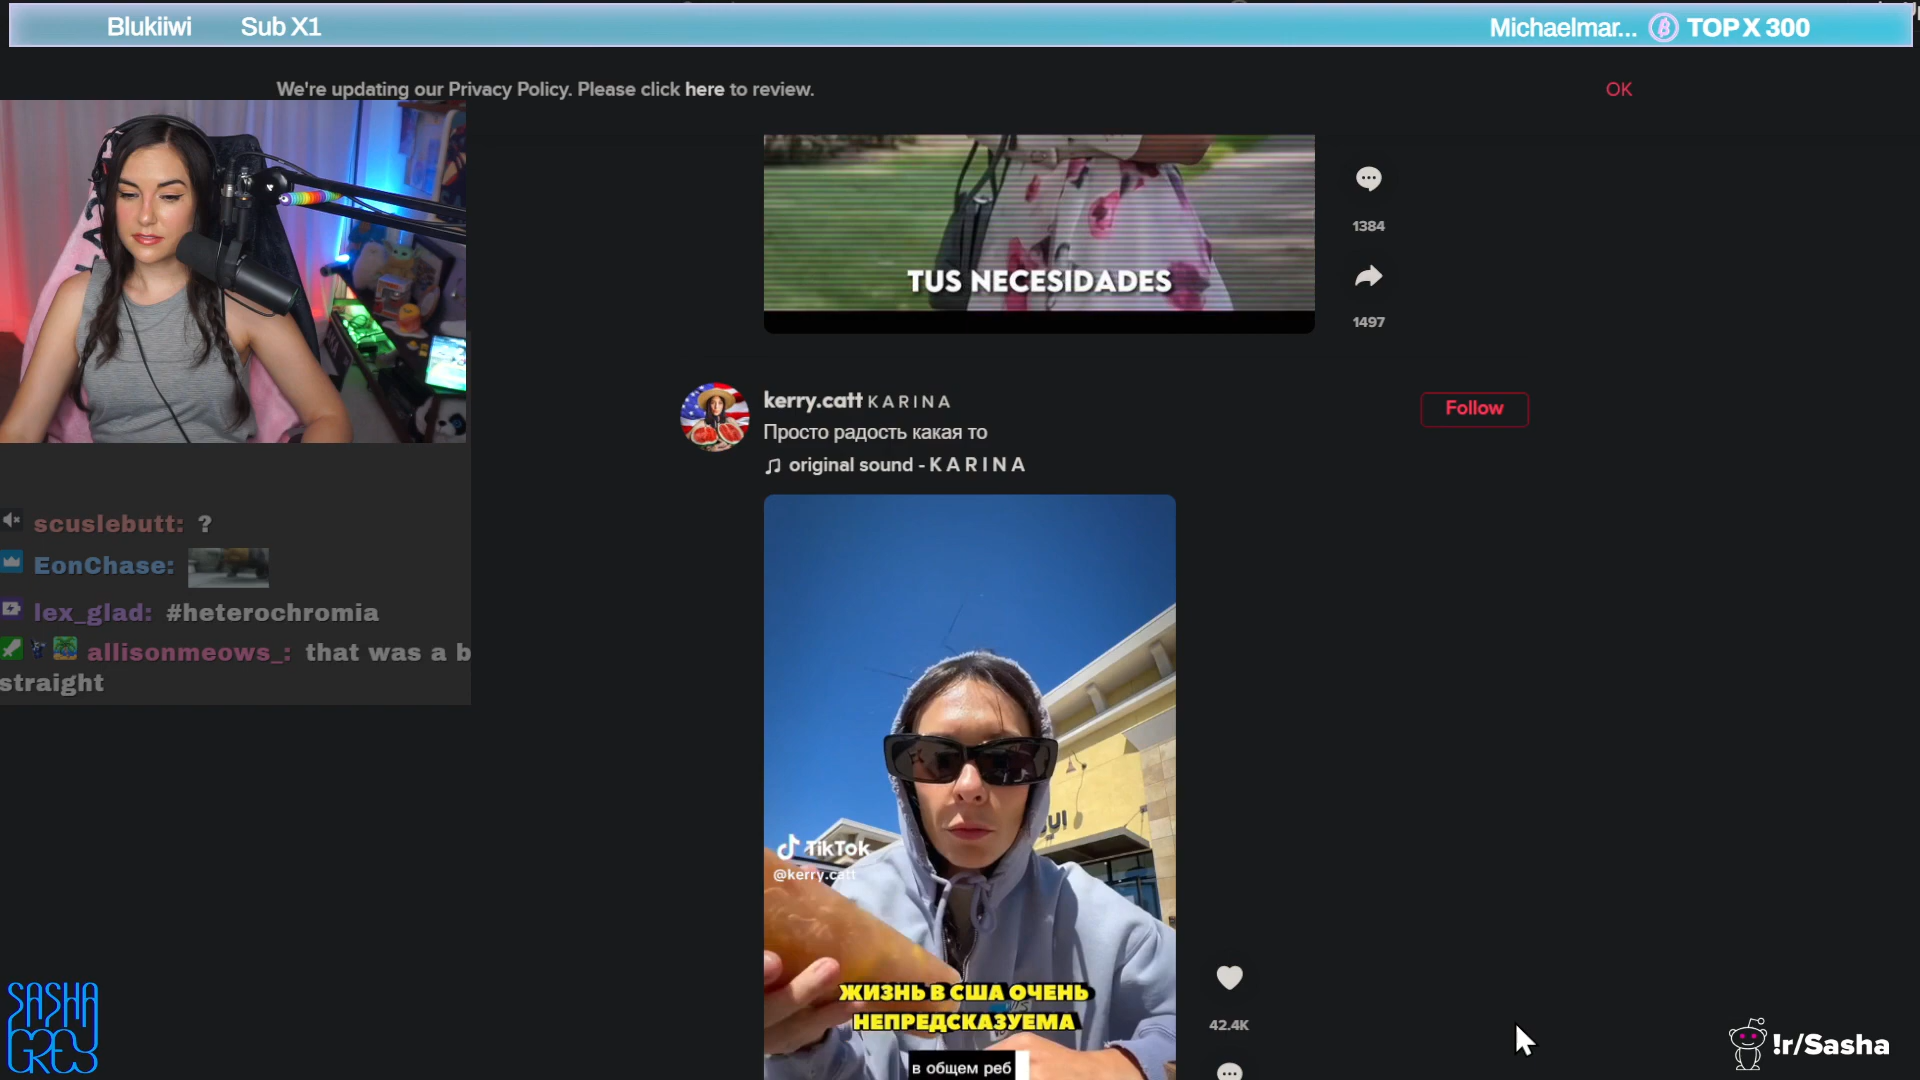 Blukiiwi Sub X1
Michaelmar... TOP X 300
We're updating our Privacy Policy. Please click here to review.
OK
TUS NECESIDADES
1384
1497
kerry.catt K A R I N A
Follow
Просто радость какая то
original sound - K A R I N A
scuslebutt: ?
EonChase:
lex_glad: #heterochromia
allisonmeows_: that was a b
straight
TikTok
@kerry.catt
ЖИЗНЬ В США ОЧЕНЬ
НЕПРЕДСКАЗУЕМА
в общем реб
42.4K
SASHA
GREY
!r/Sasha